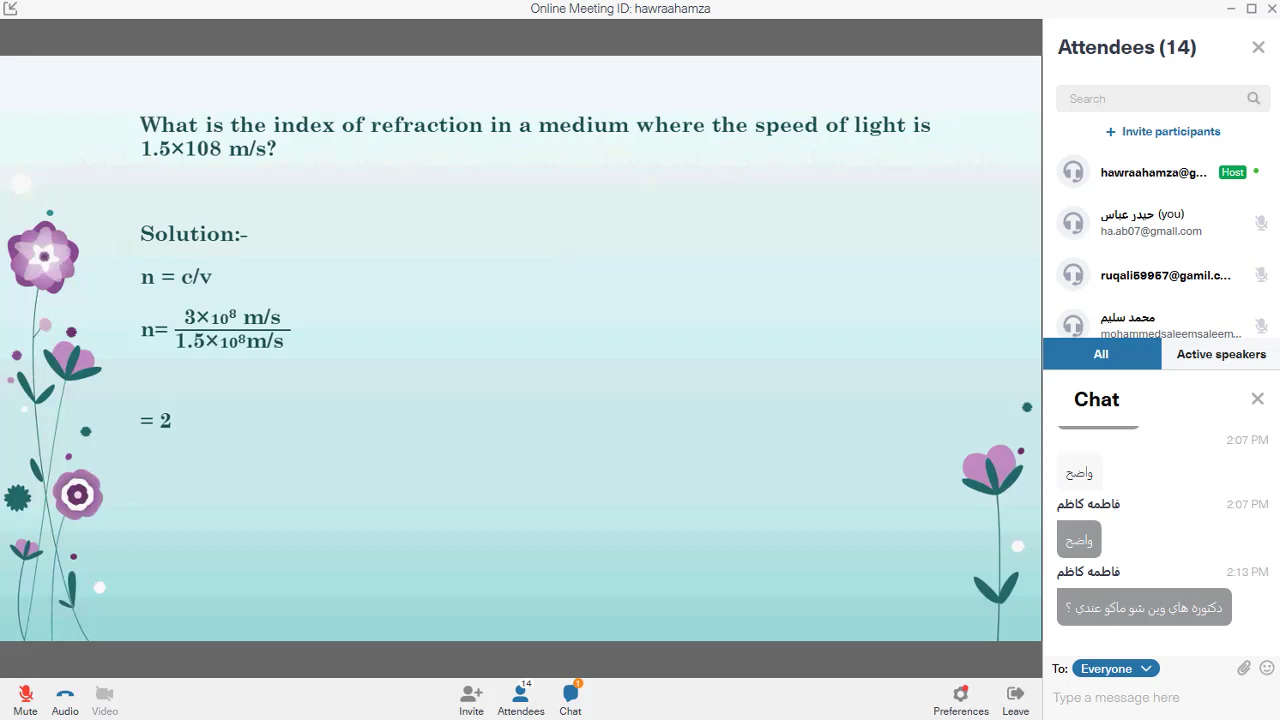 Online Meeting ID: hawraahamza
What is the index of refraction in a medium where the speed of light is
1.5×108 m/s?
Solution:-
n = c/v
n= 3×10⁸ m/s
1.5×10⁸m/s
= 2
Attendees (14)
Search
+ Invite participants
hawraahamza@g... Host
حيدر عباس (you)
ha.ab07@gmail.com
ruqali59957@gamil.c...
محمد سليم
mohammedsaleemsaleem...
All Active speakers
Chat
2:07 PM
واضح
فاطمه كاظم 2:07 PM
واضح
فاطمه كاظم 2:13 PM
دكتوره هاي وين شو ماكو عندي ؟
To: Everyone
Type a message here
Mute Audio Video Invite 14 Attendees 1 Chat Preferences Leave